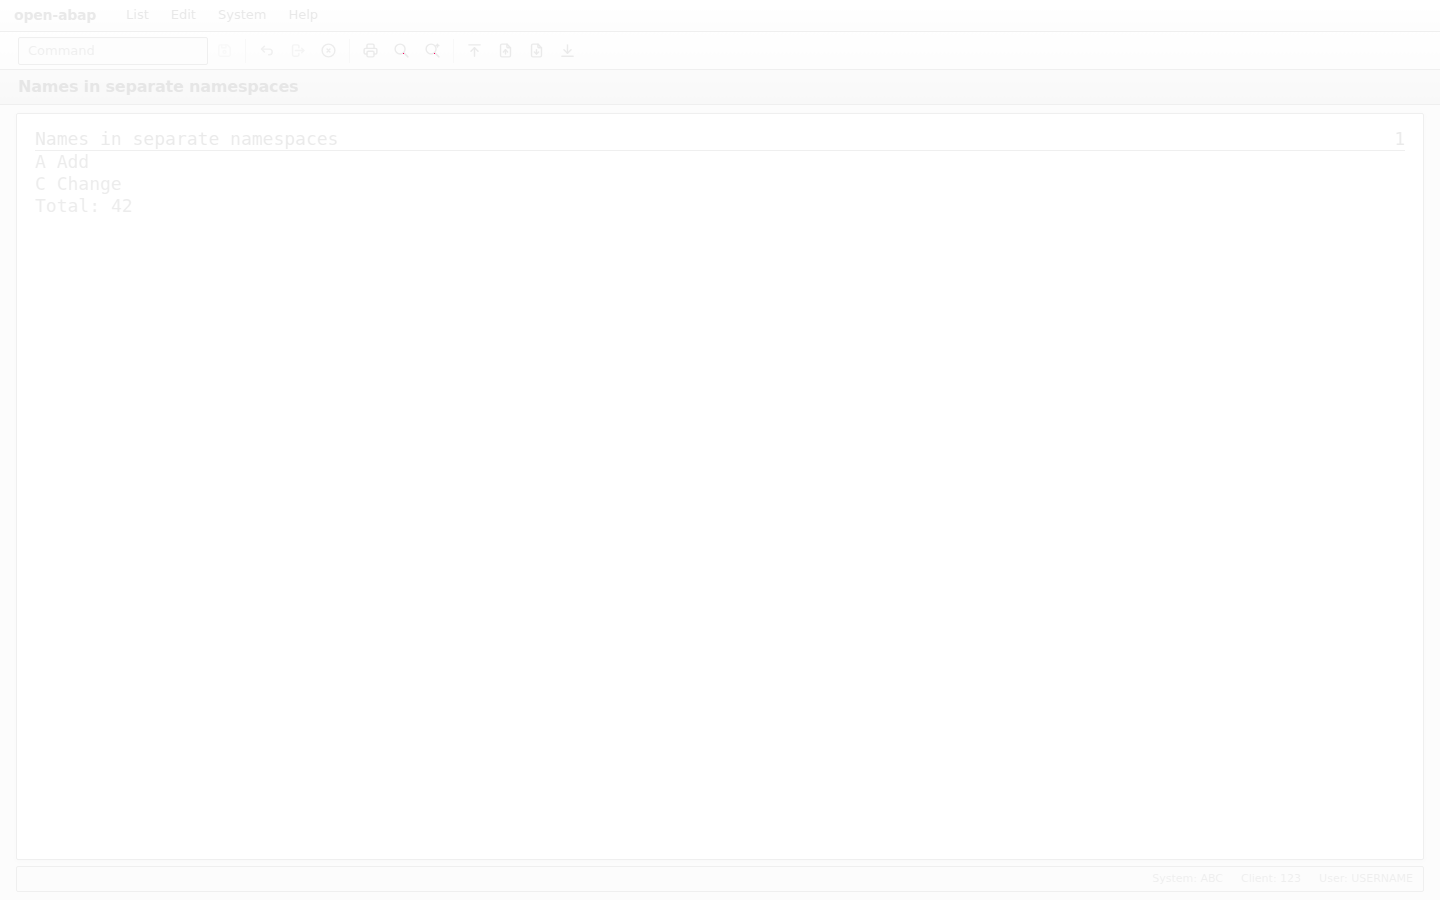 open-abap List Edit System Help
Command
Names in separate namespaces
Names in separate namespaces 1
A Add
C Change
Total: 42
System: ABC Client: 123 User: USERNAME